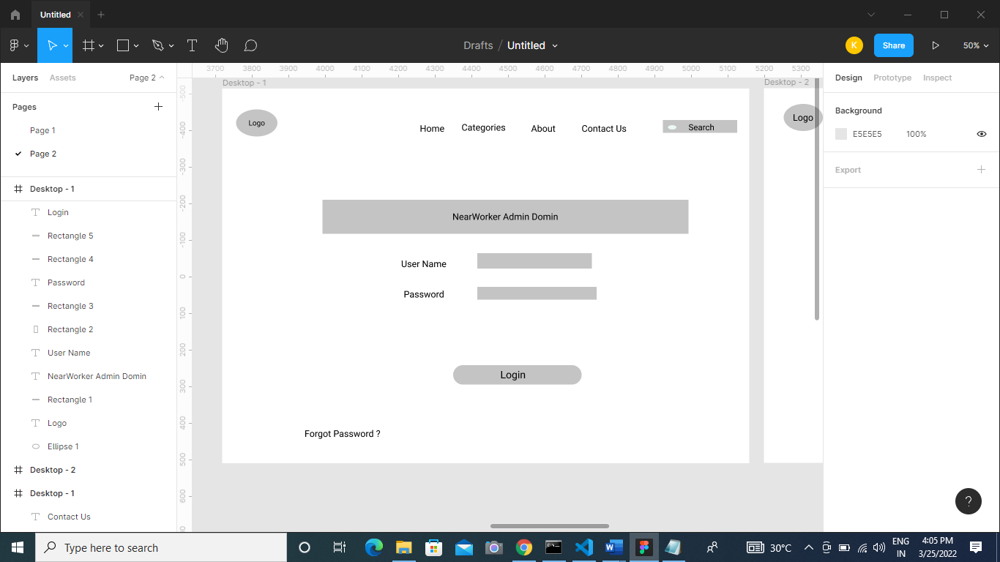 Untitled
Drafts / Untitled
K
Share
50%
Layers
Assets
Page 2
Pages
Page 1
Page 2
Desktop - 1
Login
Rectangle 5
Rectangle 4
Password
Rectangle 3
Rectangle 2
User Name
NearWorker Admin Domin
Rectangle 1
Logo
Ellipse 1
Desktop - 2
Desktop - 1
Contact Us
3700 3800 3900 4000 4100 4200 4300 4400 4500 4600 4700 4800 4900 5000 5100 5200 5300
-500
-400
-300
-200
-100
0
100
200
300
400
500
600
Desktop - 1
Logo
Home
Categories
About
Contact Us
Search
NearWorker Admin Domin
User Name
Password
Login
Forgot Password ?
Desktop - 2
Logo
Design
Prototype
Inspect
Background
E5E5E5
100%
Export
?
Type here to search
30°C
ENG
IN
4:05 PM
3/25/2022